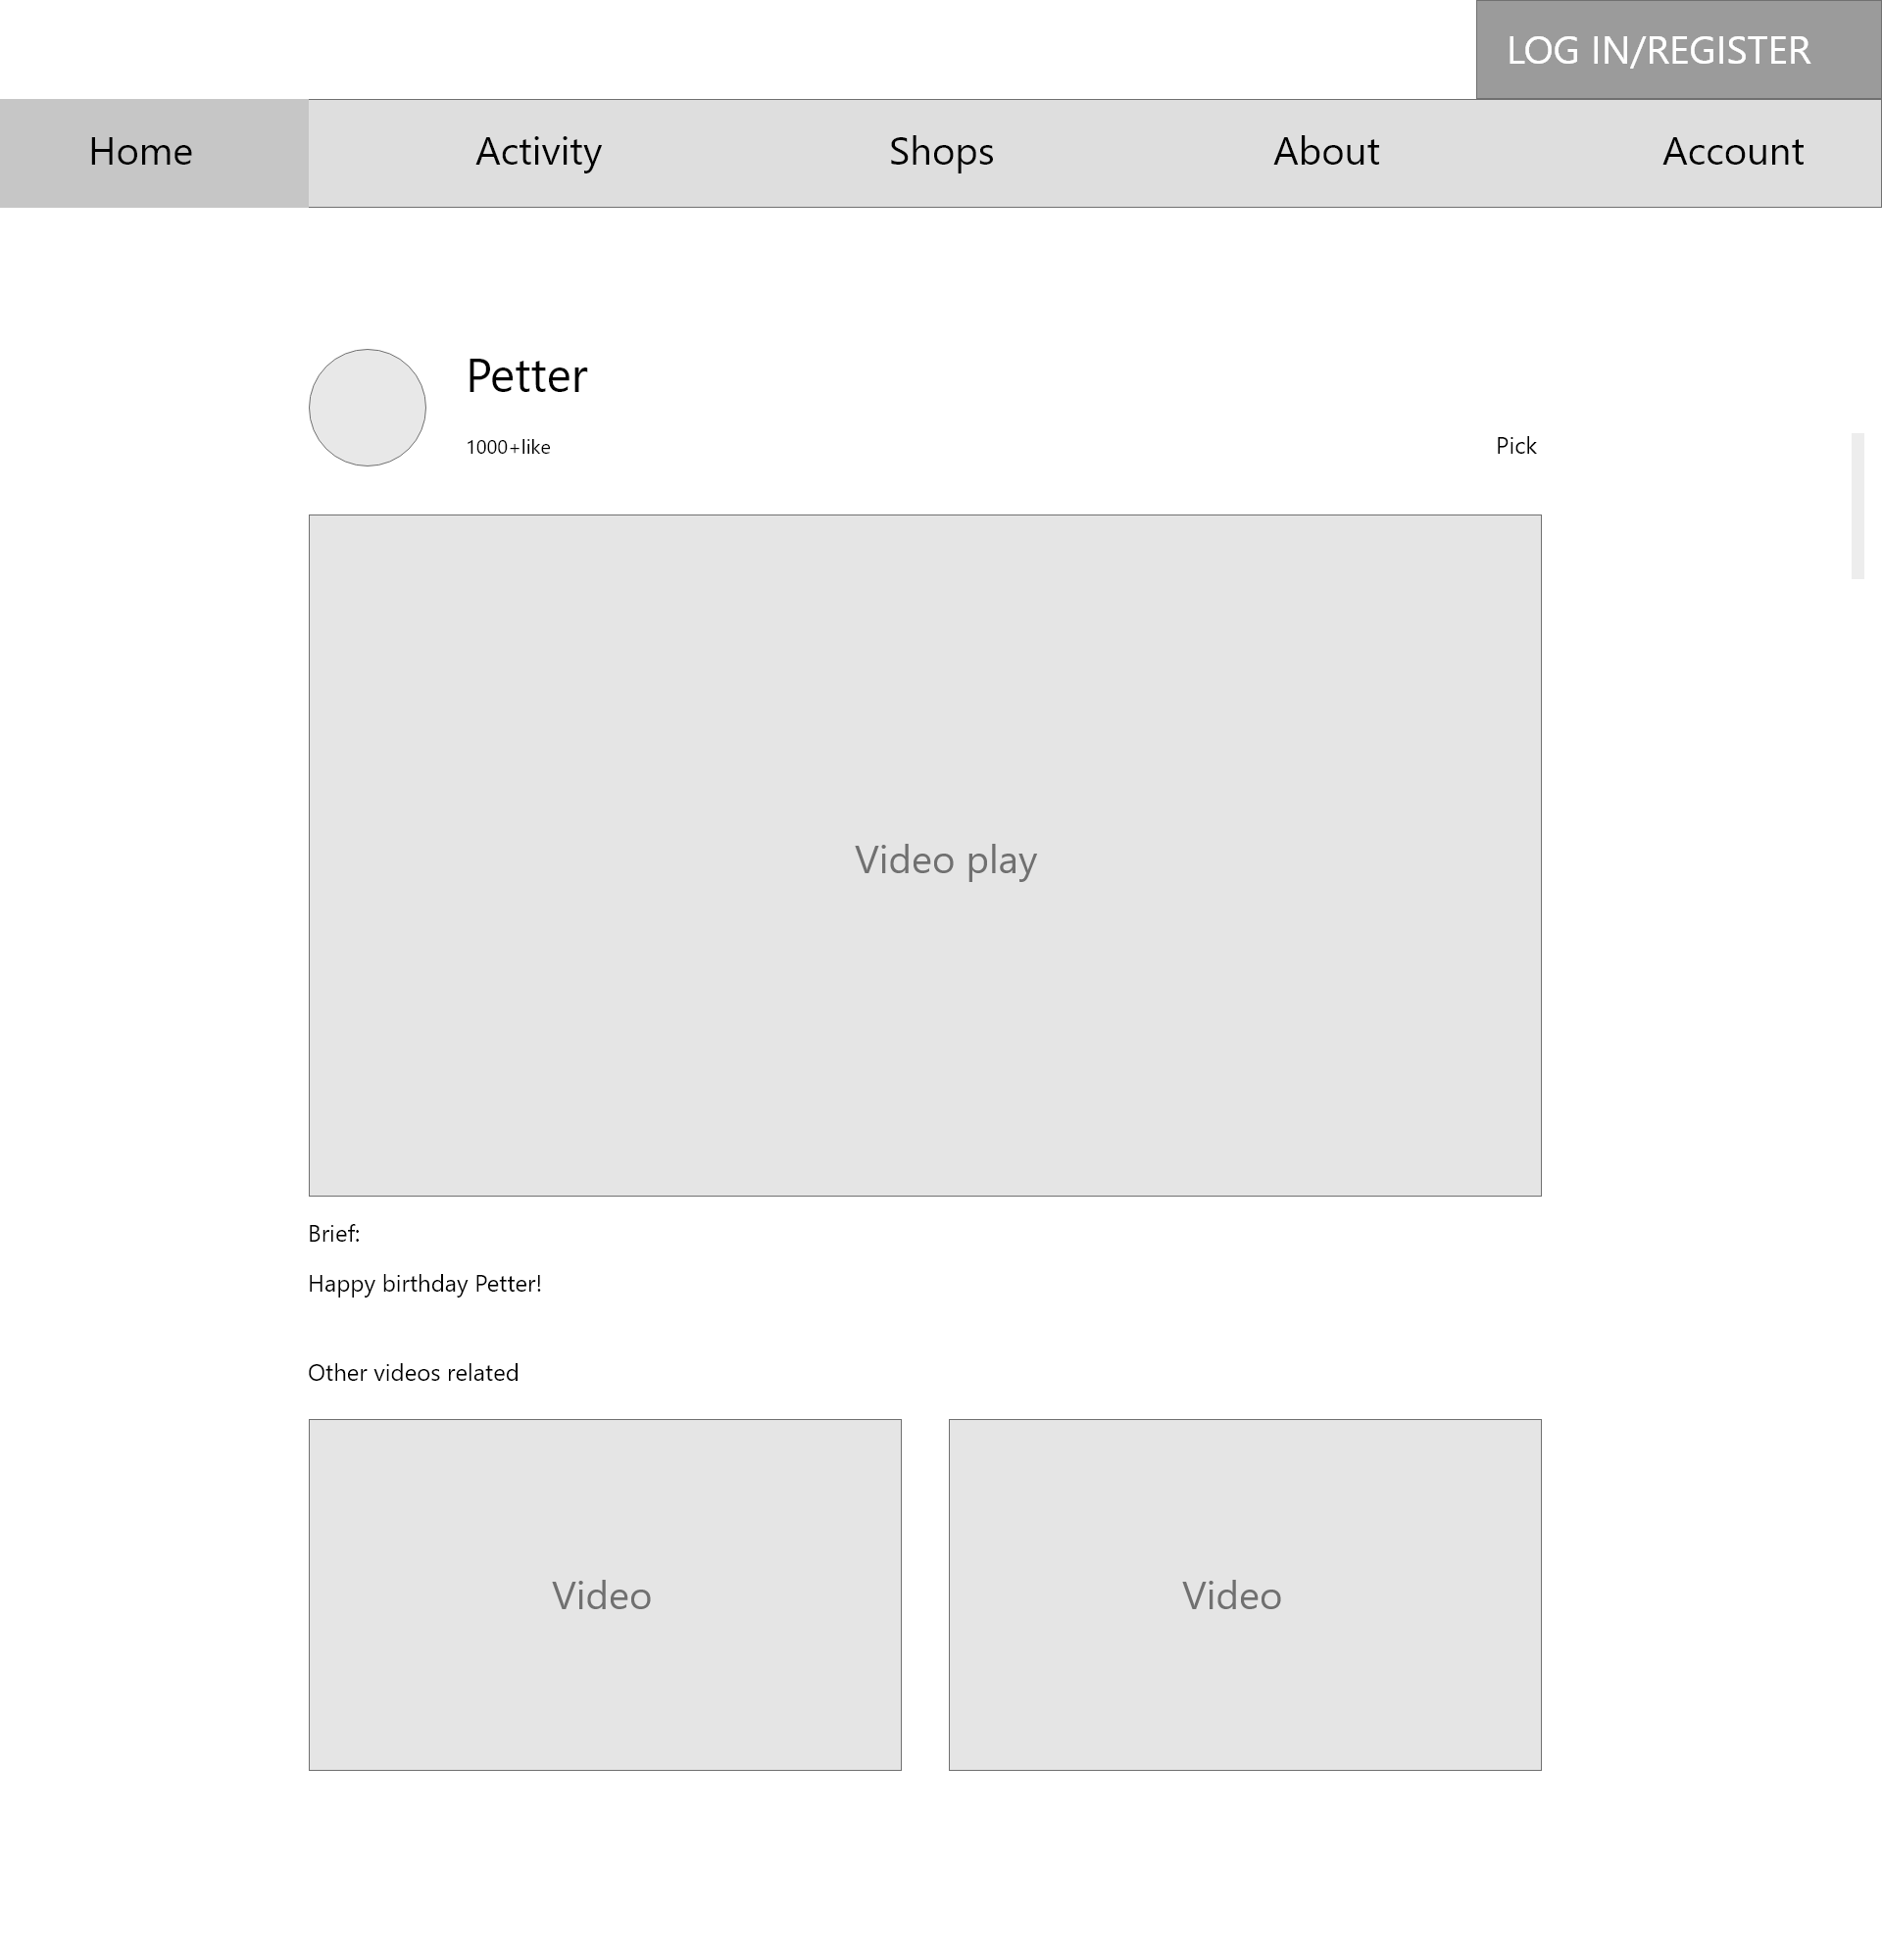 LOG IN/REGISTER
Home Activity Shops About Account
Petter
1000+like
Pick
Video play
Brief:
Happy birthday Petter!
Other videos related
Video Video